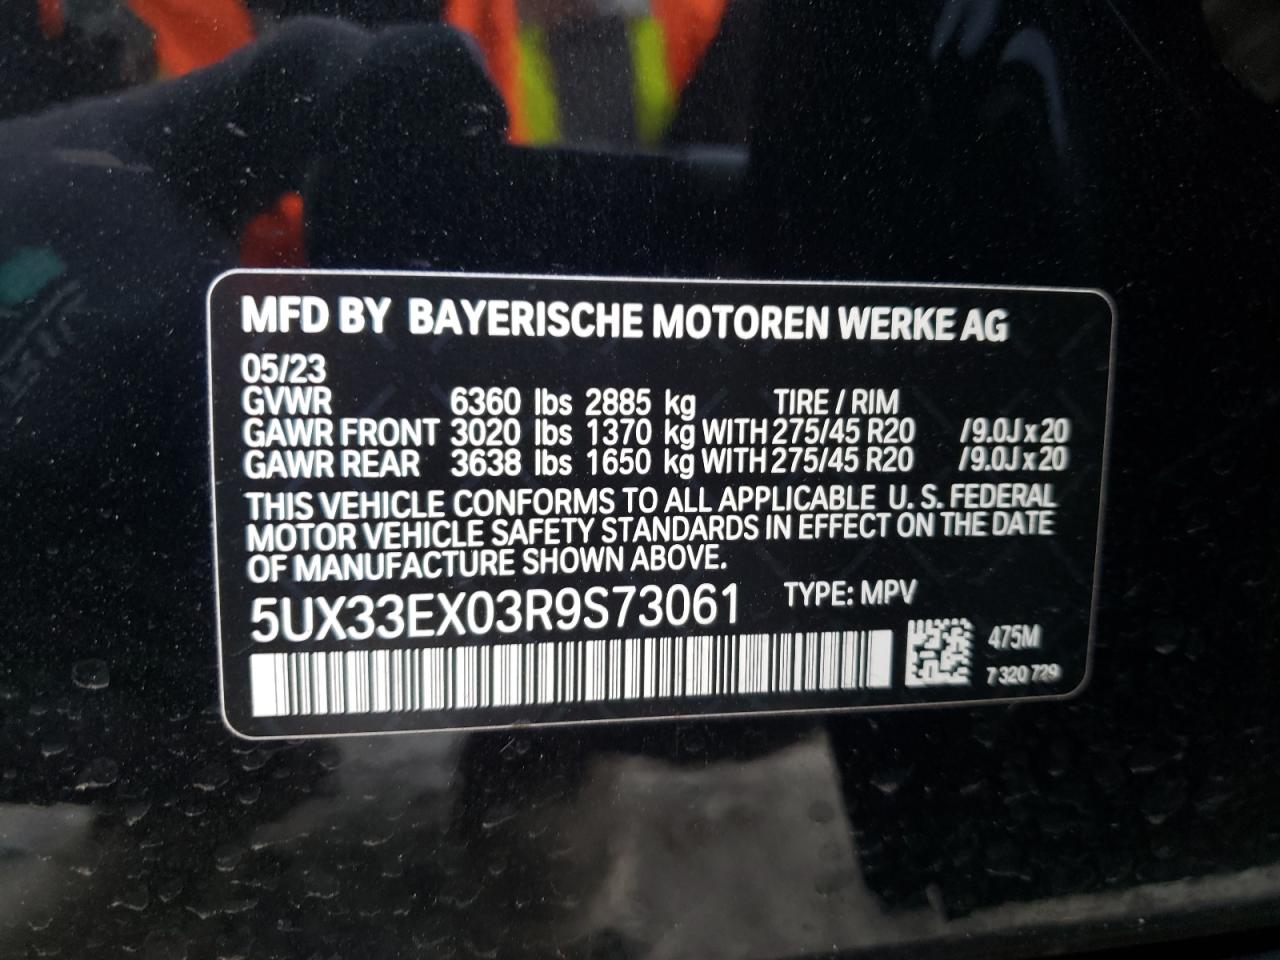 MFD BY BAYERISCHE MOTOREN WERKE AG
05/23
GVWR 6360 lbs 2885 kg TIRE / RIM
GAWR FRONT 3020 lbs 1370 kg WITH 275/45 R20 /9.0J x 20
GAWR REAR 3638 lbs 1650 kg WITH 275/45 R20 /9.0J x 20
THIS VEHICLE CONFORMS TO ALL APPLICABLE U. S. FEDERAL
MOTOR VEHICLE SAFETY STANDARDS IN EFFECT ON THE DATE
OF MANUFACTURE SHOWN ABOVE.
5UX33EX03R9S73061 TYPE: MPV
475M
7 320 729